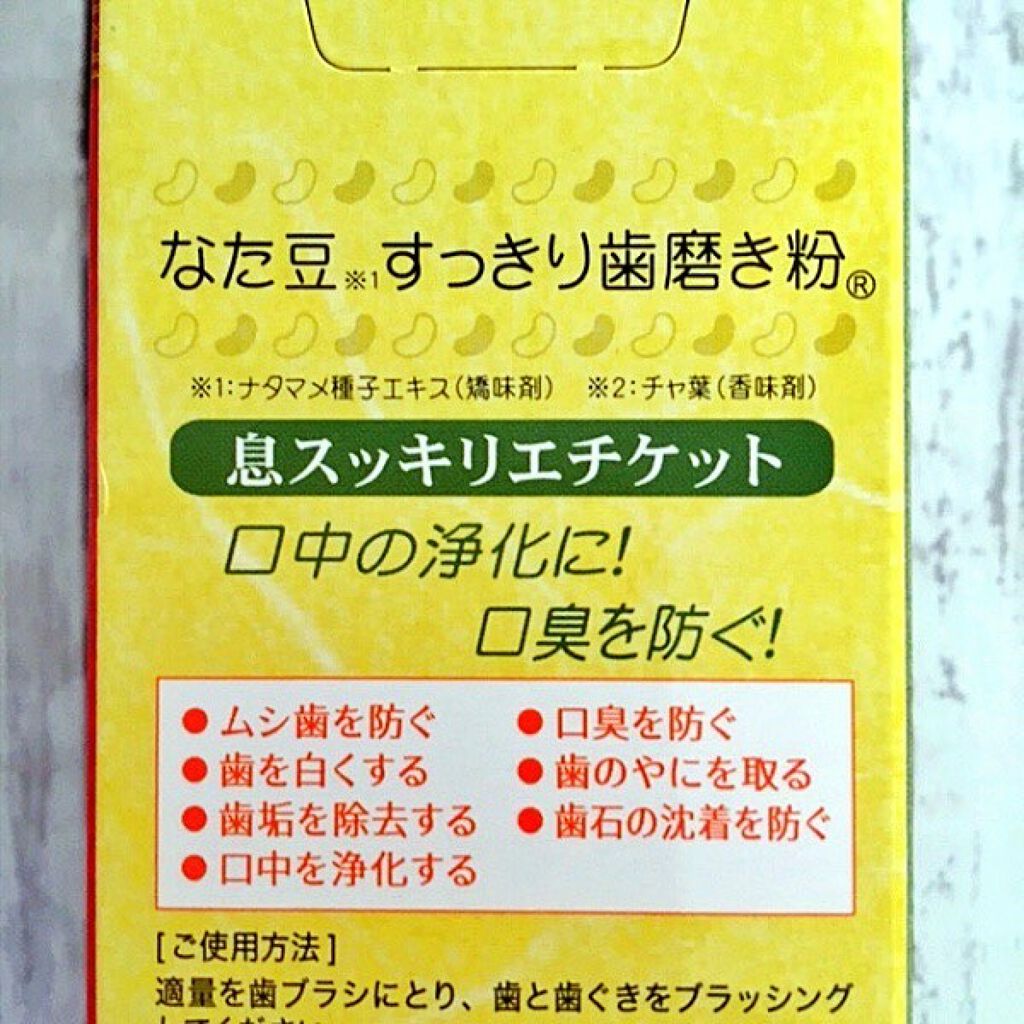 なた豆※1すっきり歯磨き粉®
※1:ナタマメ種子エキス(矯味剤) ※2:チャ葉(香味剤)
息スッキリエチケット
口中の浄化に!
口臭を防ぐ!
●ムシ歯を防ぐ ●口臭を防ぐ
●歯を白くする ●歯のやにを取る
●歯垢を除去する ●歯石の沈着を防ぐ
●口中を浄化する
[ご使用方法]
適量を歯ブラシにとり、歯と歯ぐきをブラッシング